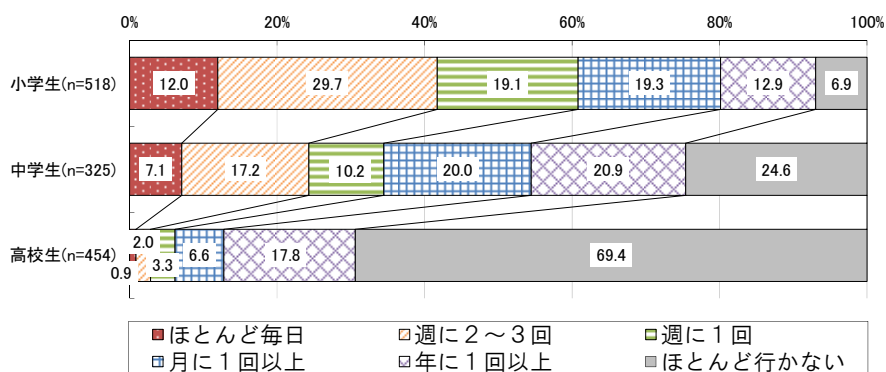 0% 20% 40% 60% 80% 100%
小学生(n=518) 12.0 29.7 19.1 19.3 12.9 6.9
中学生(n=325) 7.1 17.2 10.2 20.0 20.9 24.6
高校生(n=454) 0.9 2.0 3.3 6.6 17.8 69.4
ほとんど毎日 週に２～３回 週に１回
月に１回以上 年に１回以上 ほとんど行かない